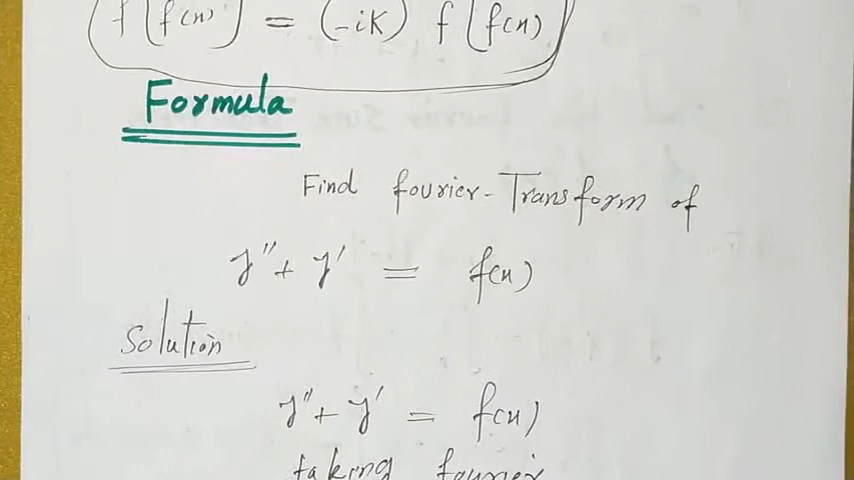 f [f(n)] = (-iK) f [f(n)]
Formula
Find fourier-Transform of
y'' + y' = f(n)
Solution
y'' + y' = f(n)
taking fourier